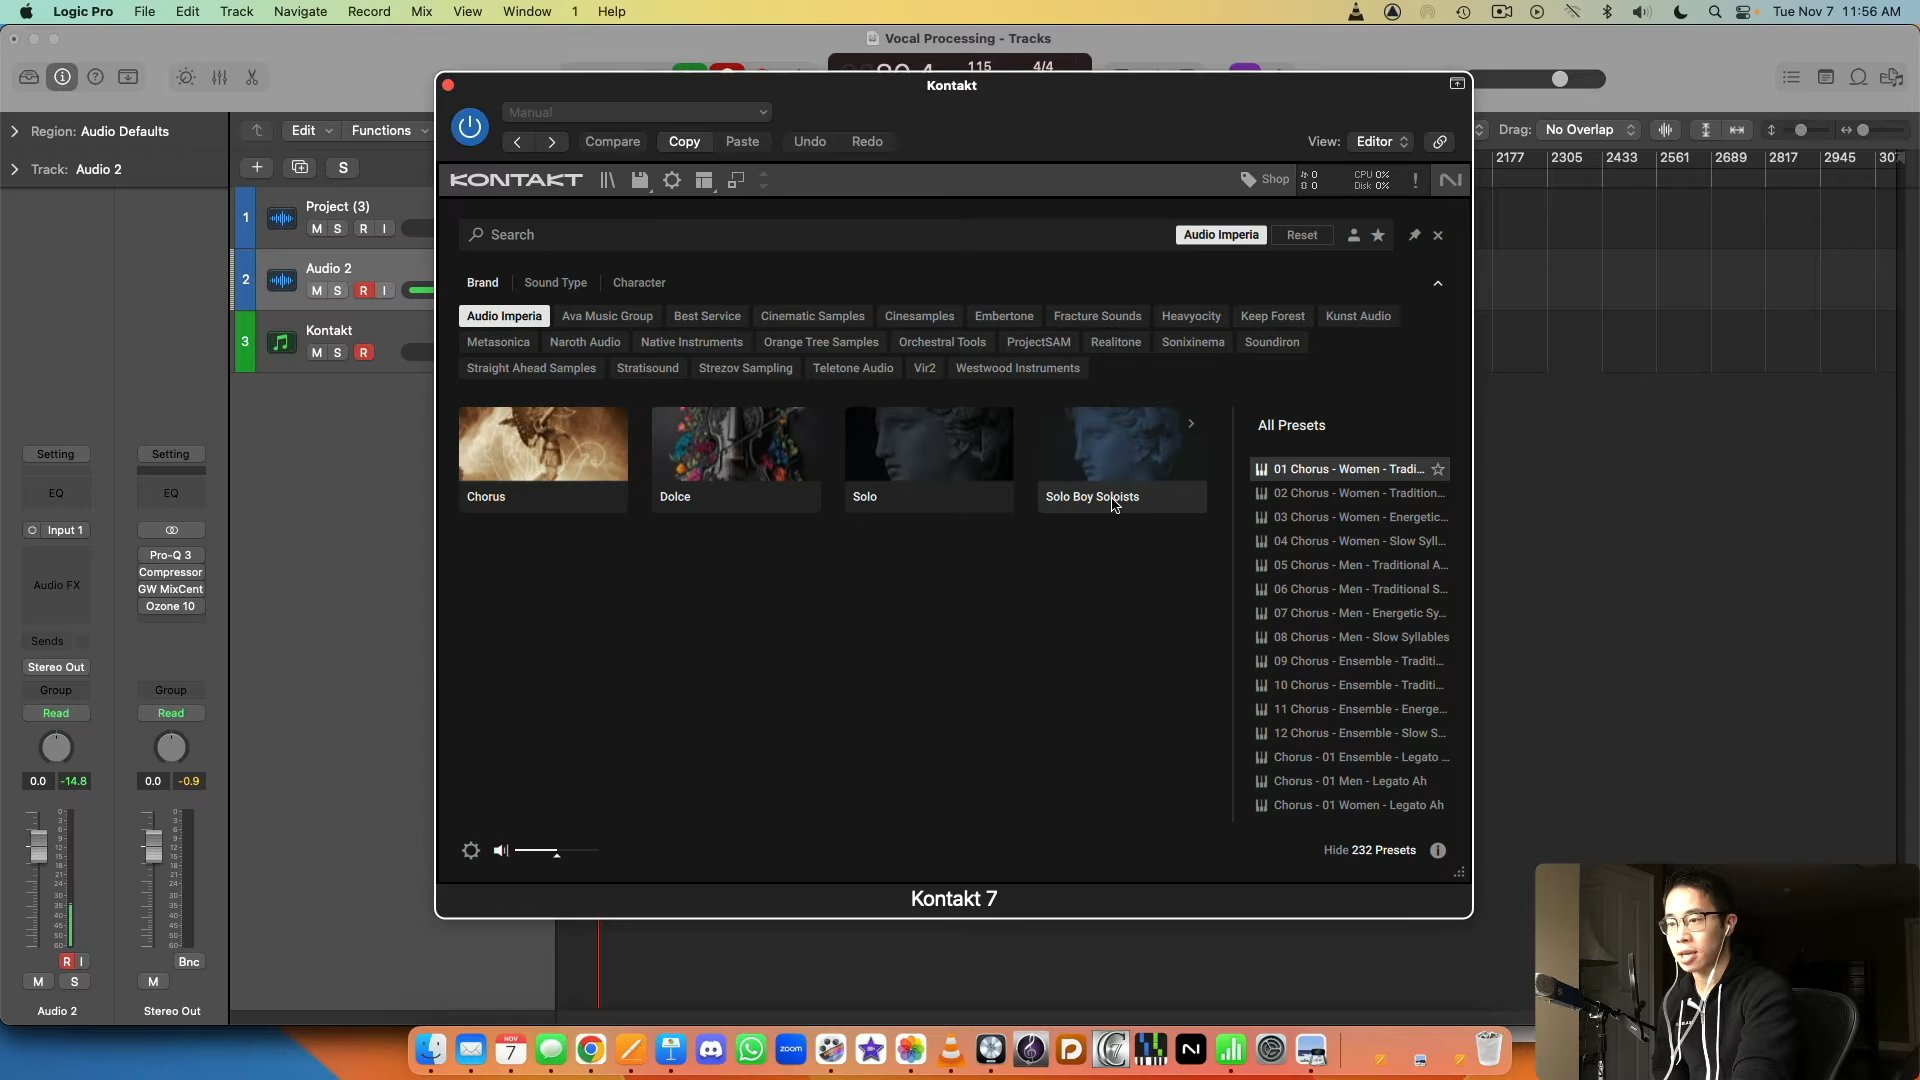 Logic Pro File Edit Track Navigate Record Mix View Window 1 Help
Tue Nov 7 11:56 AM
Vocal Processing - Tracks
115 4/4
Region: Audio Defaults
Track: Audio 2
Edit Functions
Drag: No Overlap
2177 2305 2433 2561 2689 2817 2945
S
1 Project (3)
M S R I
2 Audio 2
M S R I
3 Kontakt
M S R
Setting Setting
EQ EQ
Input 1
Audio FX
Pro-Q 3
Compressor
GW MixCent
Ozone 10
Sends
Stereo Out
Group Group
Read Read
0.0 -14.8 0.0 -0.9
R I Bnc
M S M
Audio 2 Stereo Out
Kontakt
Manual
Compare Copy Paste Undo Redo
View: Editor
KONTAKT
Shop
0
0
CPU 0%
Disk 0%
!
Search
Audio Imperia Reset
Brand Sound Type Character
Audio Imperia Ava Music Group Best Service Cinematic Samples Cinesamples Embertone Fracture Sounds Heavyocity Keep Forest Kunst Audio
Metasonica Naroth Audio Native Instruments Orange Tree Samples Orchestral Tools ProjectSAM Realitone Sonixinema Soundiron
Straight Ahead Samples Stratisound Strezov Sampling Teletone Audio Vir2 Westwood Instruments
Chorus Dolce Solo Solo Boy Soloists
All Presets
01 Chorus - Women - Tradi...
02 Chorus - Women - Tradition...
03 Chorus - Women - Energetic...
04 Chorus - Women - Slow Syll...
05 Chorus - Men - Traditional A...
06 Chorus - Men - Traditional S...
07 Chorus - Men - Energetic Sy...
08 Chorus - Men - Slow Syllables
09 Chorus - Ensemble - Traditi...
10 Chorus - Ensemble - Traditi...
11 Chorus - Ensemble - Energe...
12 Chorus - Ensemble - Slow S...
Chorus - 01 Ensemble - Legato ...
Chorus - 01 Men - Legato Ah
Chorus - 01 Women - Legato Ah
Hide 232 Presets
Kontakt 7
NOV
7
zoom